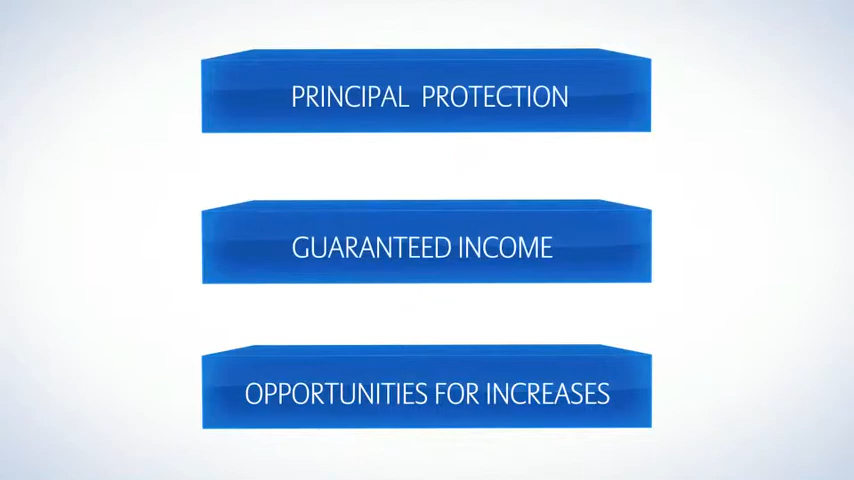 PRINCIPAL PROTECTION
GUARANTEED INCOME
OPPORTUNITIES FOR INCREASES